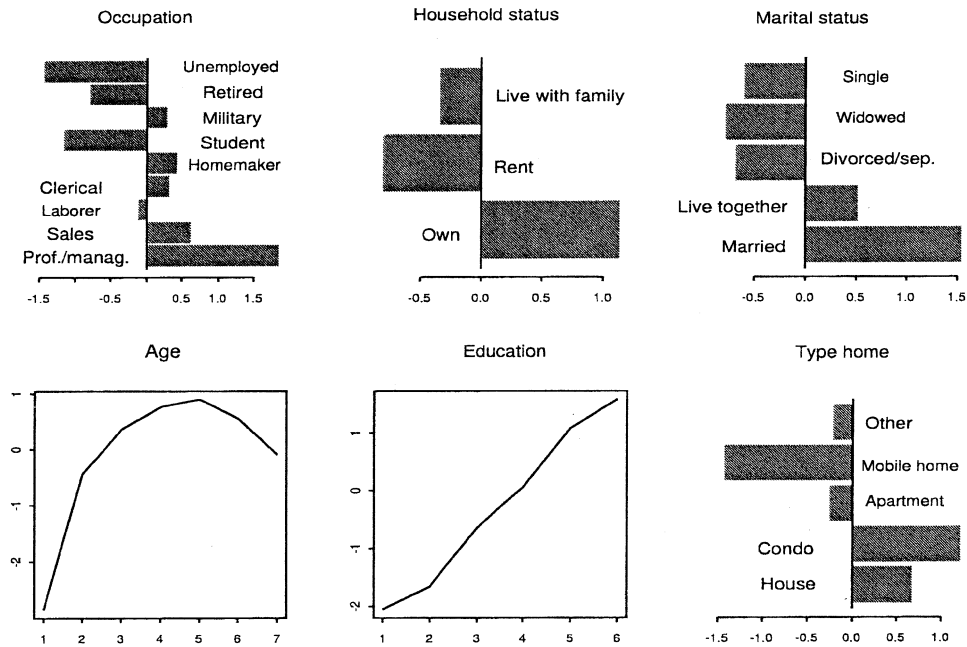 Occupation
Unemployed
Retired
Military
Student
Homemaker
Clerical
Laborer
Sales
Prof./manag.
-1.5 -0.5 0.5 1.0 1.5
Household status
Live with family
Rent
Own
-0.5 0.0 0.5 1.0
Marital status
Single
Widowed
Divorced/sep.
Live together
Married
-0.5 0.0 0.5 1.0 1.5
Age
1
0
-1
-2
1 2 3 4 5 6 7
Education
1
0
-1
-2
1 2 3 4 5 6
Type home
Other
Mobile home
Apartment
Condo
House
-1.5 -1.0 -0.5 0.0 0.5 1.0